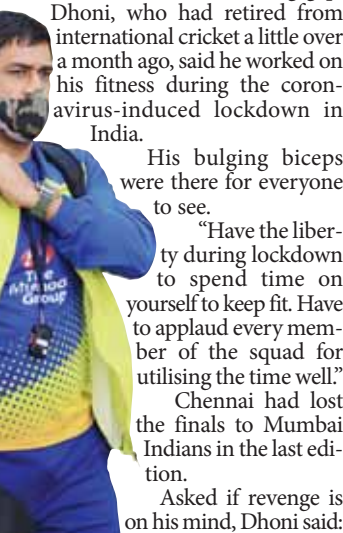 Dhoni, who had retired from
international cricket a little over
a month ago, said he worked on
his fitness during the coron-
avirus-induced lockdown in
India.
His bulging biceps
were there for everyone
to see.
“Have the liber-
ty during lockdown
to spend time on
yourself to keep fit. Have
to applaud every mem-
ber of the squad for
utilising the time well.”
Chennai had lost
the finals to Mumbai
Indians in the last edi-
tion.
Asked if revenge is
on his mind, Dhoni said:
The
Muthoot
Group